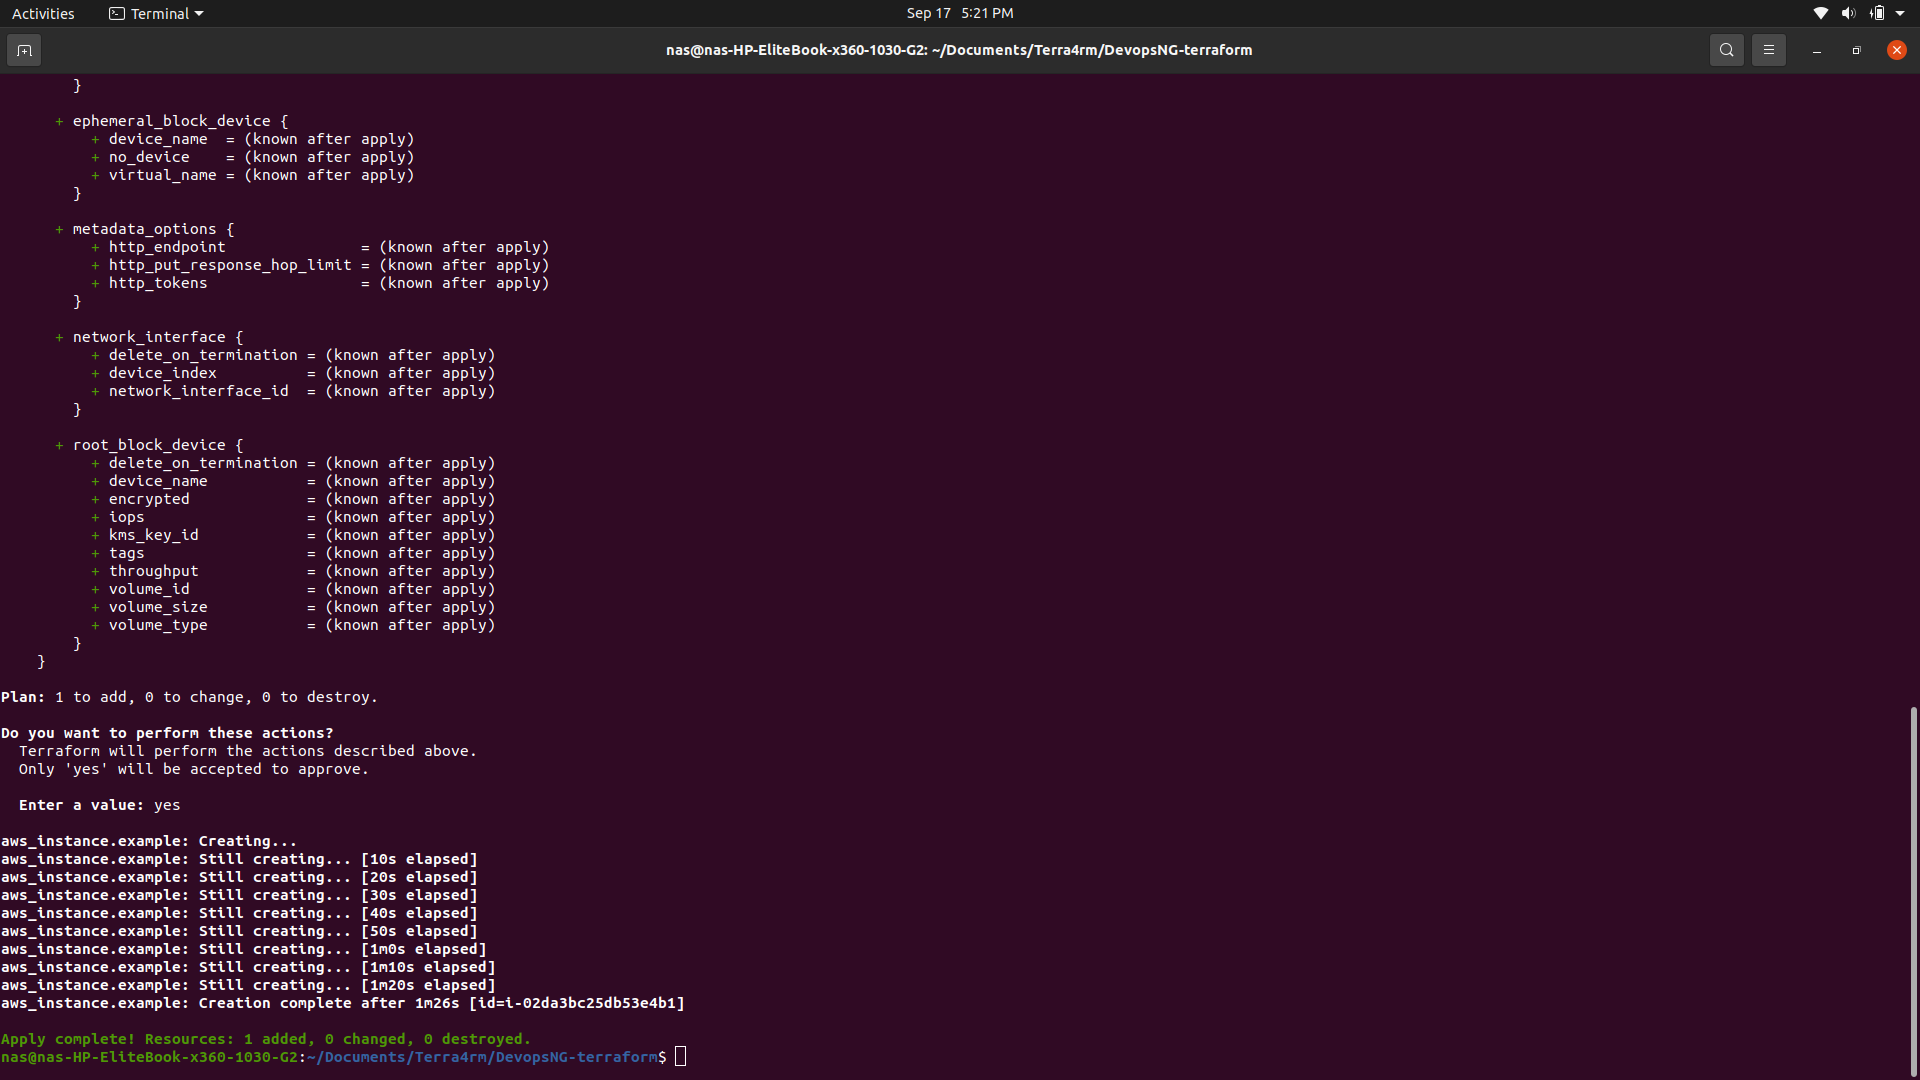 Activities Terminal Sep 17 5:21 PM
nas@nas-HP-EliteBook-x360-1030-G2: ~/Documents/Terra4rm/DevopsNG-terraform
        }

      + ephemeral_block_device {
          + device_name  = (known after apply)
          + no_device    = (known after apply)
          + virtual_name = (known after apply)
        }

      + metadata_options {
          + http_endpoint               = (known after apply)
          + http_put_response_hop_limit = (known after apply)
          + http_tokens                 = (known after apply)
        }

      + network_interface {
          + delete_on_termination = (known after apply)
          + device_index          = (known after apply)
          + network_interface_id  = (known after apply)
        }

      + root_block_device {
          + delete_on_termination = (known after apply)
          + device_name           = (known after apply)
          + encrypted             = (known after apply)
          + iops                  = (known after apply)
          + kms_key_id            = (known after apply)
          + tags                  = (known after apply)
          + throughput            = (known after apply)
          + volume_id             = (known after apply)
          + volume_size           = (known after apply)
          + volume_type           = (known after apply)
        }
    }

Plan: 1 to add, 0 to change, 0 to destroy.

Do you want to perform these actions?
  Terraform will perform the actions described above.
  Only 'yes' will be accepted to approve.

  Enter a value: yes

aws_instance.example: Creating...
aws_instance.example: Still creating... [10s elapsed]
aws_instance.example: Still creating... [20s elapsed]
aws_instance.example: Still creating... [30s elapsed]
aws_instance.example: Still creating... [40s elapsed]
aws_instance.example: Still creating... [50s elapsed]
aws_instance.example: Still creating... [1m0s elapsed]
aws_instance.example: Still creating... [1m10s elapsed]
aws_instance.example: Still creating... [1m20s elapsed]
aws_instance.example: Creation complete after 1m26s [id=i-02da3bc25db53e4b1]

Apply complete! Resources: 1 added, 0 changed, 0 destroyed.
nas@nas-HP-EliteBook-x360-1030-G2:~/Documents/Terra4rm/DevopsNG-terraform$